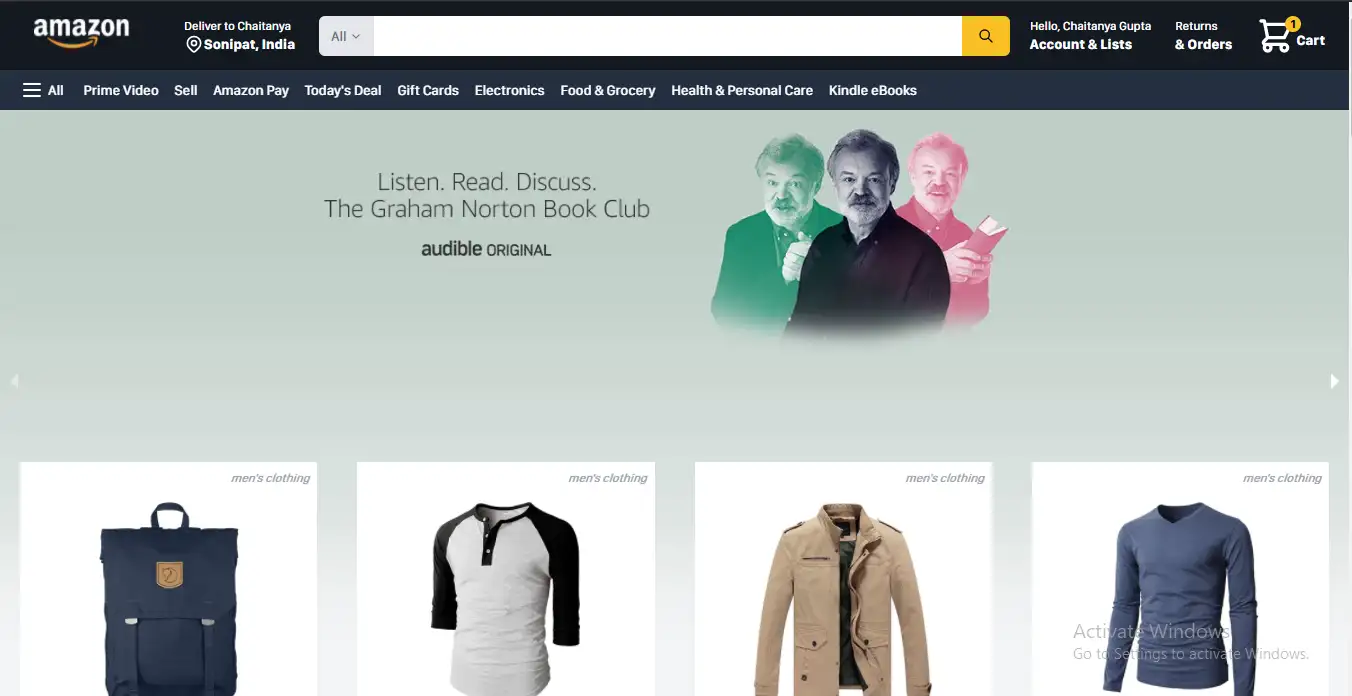 amazon
Deliver to Chaitanya
Sonipat, India
All
Hello, Chaitanya Gupta
Account & Lists
Returns
& Orders
1
Cart
All Prime Video Sell Amazon Pay Today's Deal Gift Cards Electronics Food & Grocery Health & Personal Care Kindle eBooks
Listen. Read. Discuss.
The Graham Norton Book Club
audible ORIGINAL
men's clothing
men's clothing
men's clothing
men's clothing
Activate Windows
Go to Settings to activate Windows.